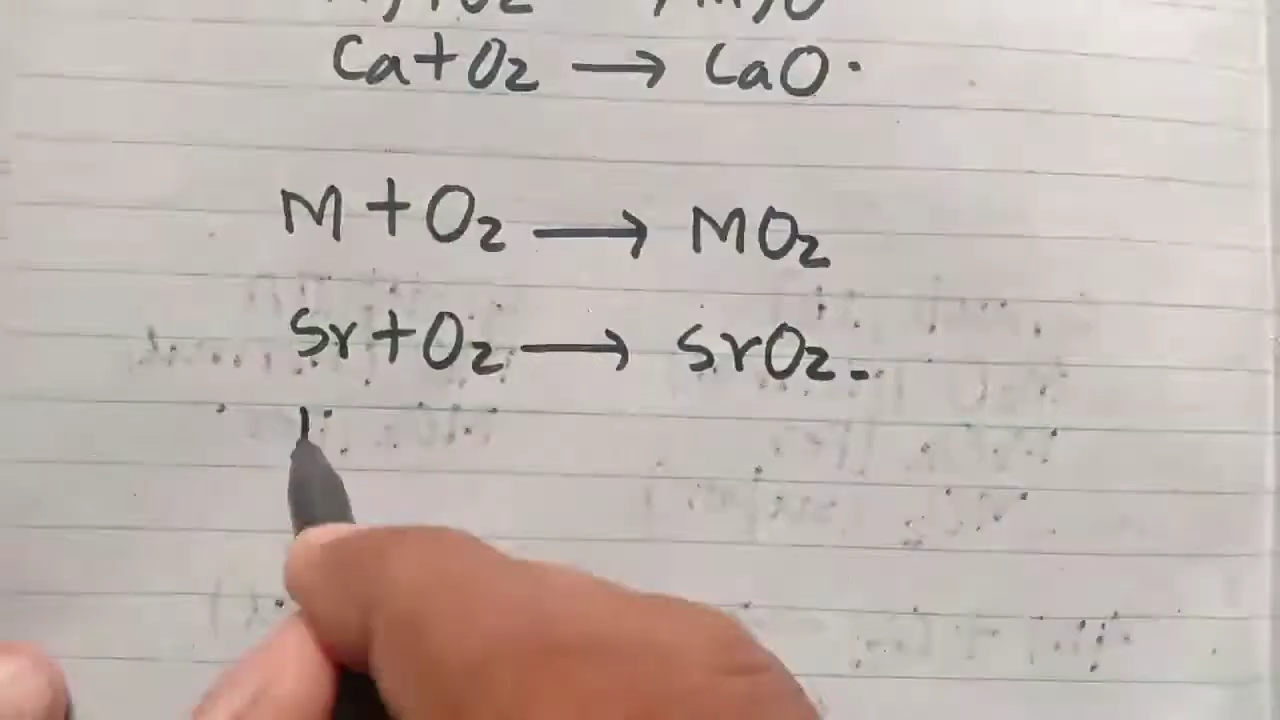 Ca+O2 → CaO.
M+O2 → MO2
Sr+O2 → SrO2.